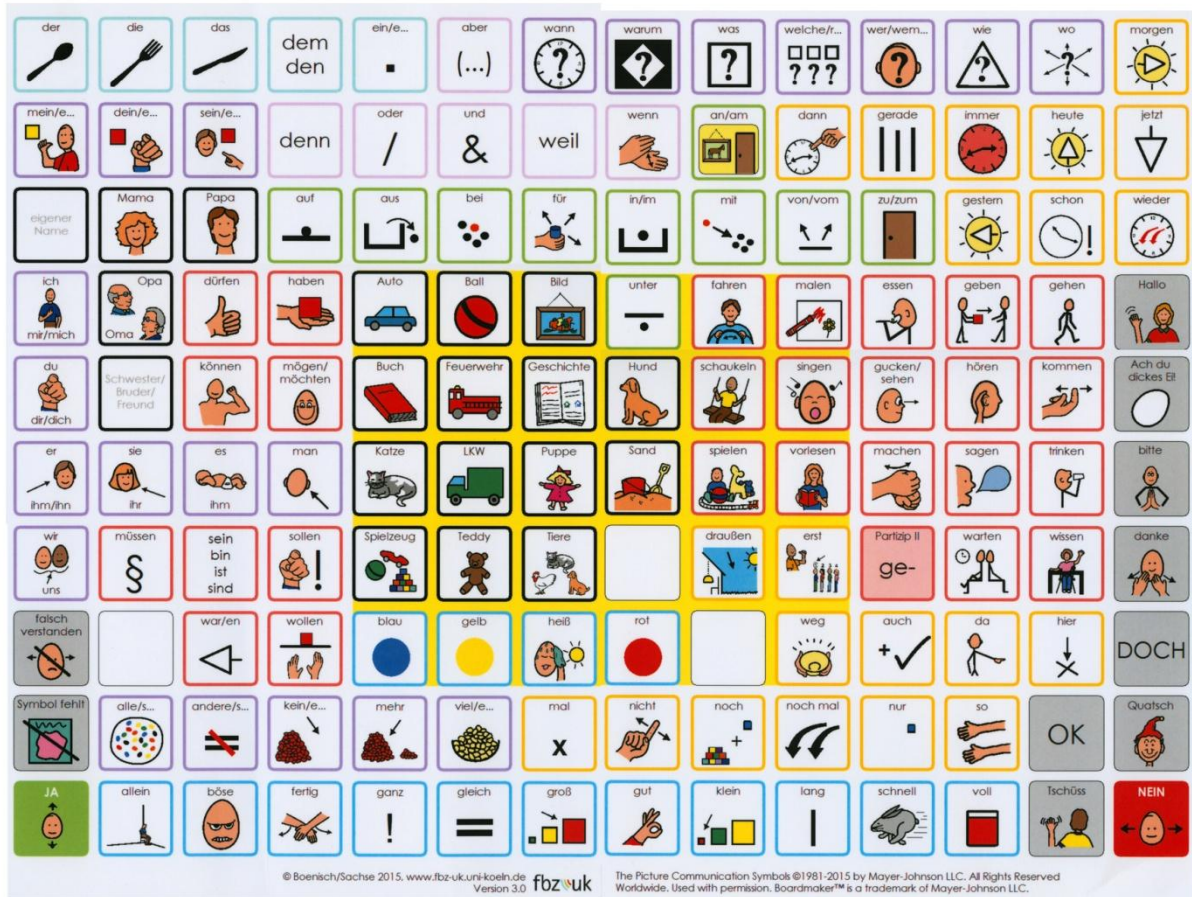 der die das dem den ein/e... aber (...) wann warum was welche/r... wer/wem... wie wo morgen
mein/e... dein/e... sein/e... denn oder und & weil wenn an/am dann gerade immer heute jetzt
eigener Name Mama Papa auf aus bei für in/im mit von/vom zu/zum gestern schon wieder
ich mir/mich Opa Oma dürfen haben Auto Ball Bild unter fahren malen essen geben gehen Hallo
du dir/dich Schwester/ Bruder/ Freund können mögen/ möchten Buch Feuerwehr Geschichte Hund schaukeln singen gucken/ sehen hören kommen Ach du dickes Ei!
er ihm/ihn sie ihr es ihm man Katze LKW Puppe Sand spielen vorlesen machen sagen trinken bitte
wir uns müssen § sein bin ist sind sollen ! Spielzeug Teddy Tiere draußen erst Partizip II ge- warten wissen danke
falsch verstanden war/en wollen blau gelb heiß rot weg auch da hier DOCH
Symbol fehlt alle/s... andere/s... kein/e... mehr viel/e... mal x nicht noch noch mal nur so OK Quatsch
JA allein böse fertig ganz ! gleich groß gut klein lang schnell voll Tschüss NEIN
© Boenisch/Sachse 2015. www.fbz-uk.uni-koeln.de
Version 3.0
fbz uk
The Picture Communication Symbols ©1981-2015 by Mayer-Johnson LLC. All Rights Reserved
Worldwide. Used with permission. Boardmaker™ is a trademark of Mayer-Johnson LLC.